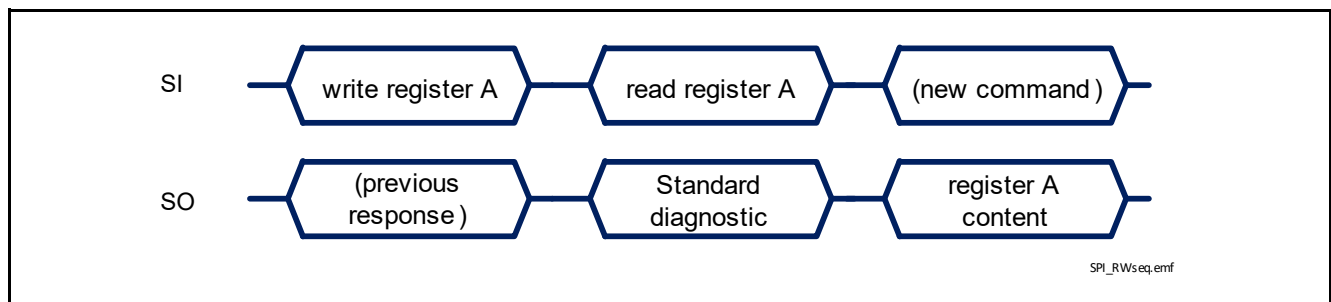 SI
write register A
read register A
(new command)
SO
(previous
response)
Standard
diagnostic
register A
content
SPI_RWseq.emf